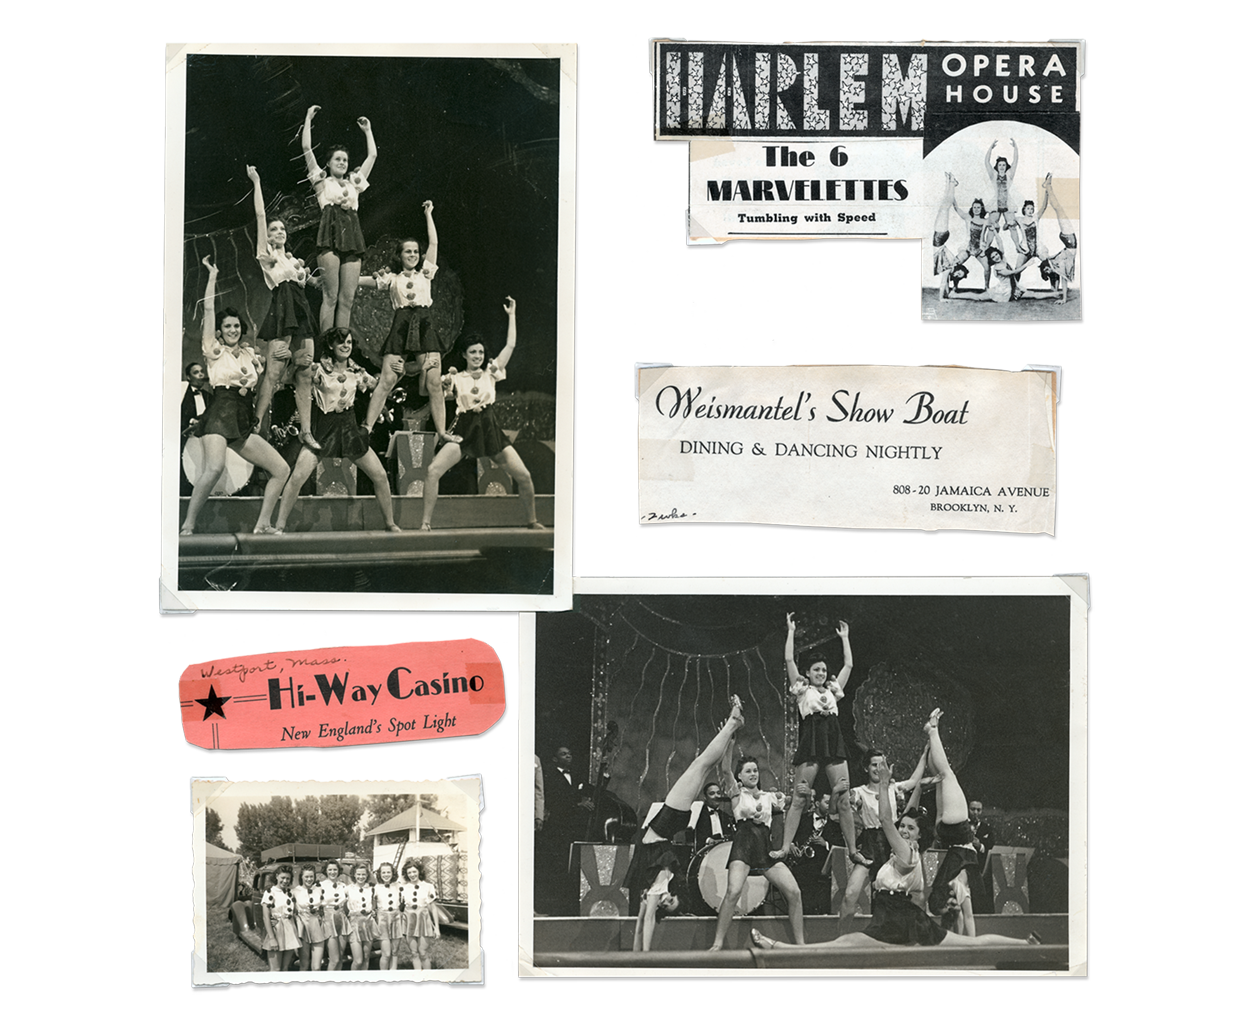 HARLEM OPERA HOUSE
The 6
MARVELETTES
Tumbling with Speed
Weismantel's Show Boat
DINING & DANCING NIGHTLY
808-20 JAMAICA AVENUE
BROOKLYN, N. Y.
Westport, Mass.
Hi-Way Casino
New England's Spot Light